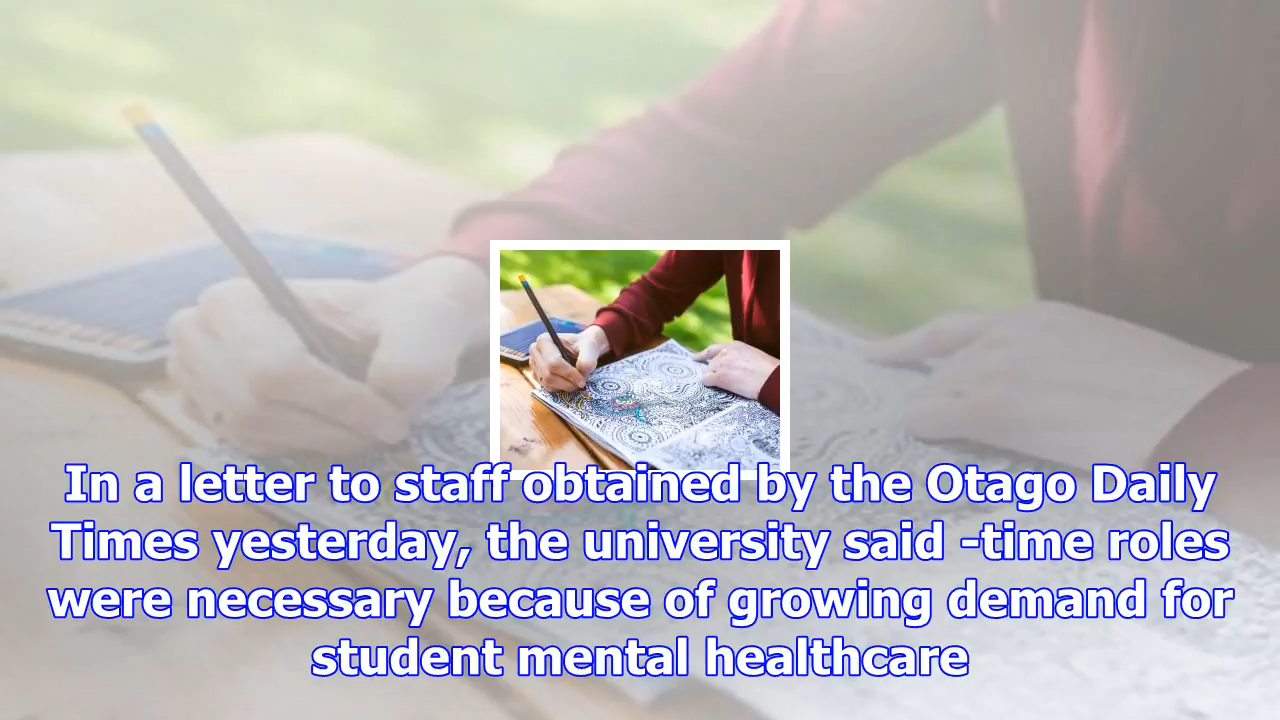 In a letter to staff obtained by the Otago Daily
Times yesterday, the university said -time roles
were necessary because of growing demand for
student mental healthcare